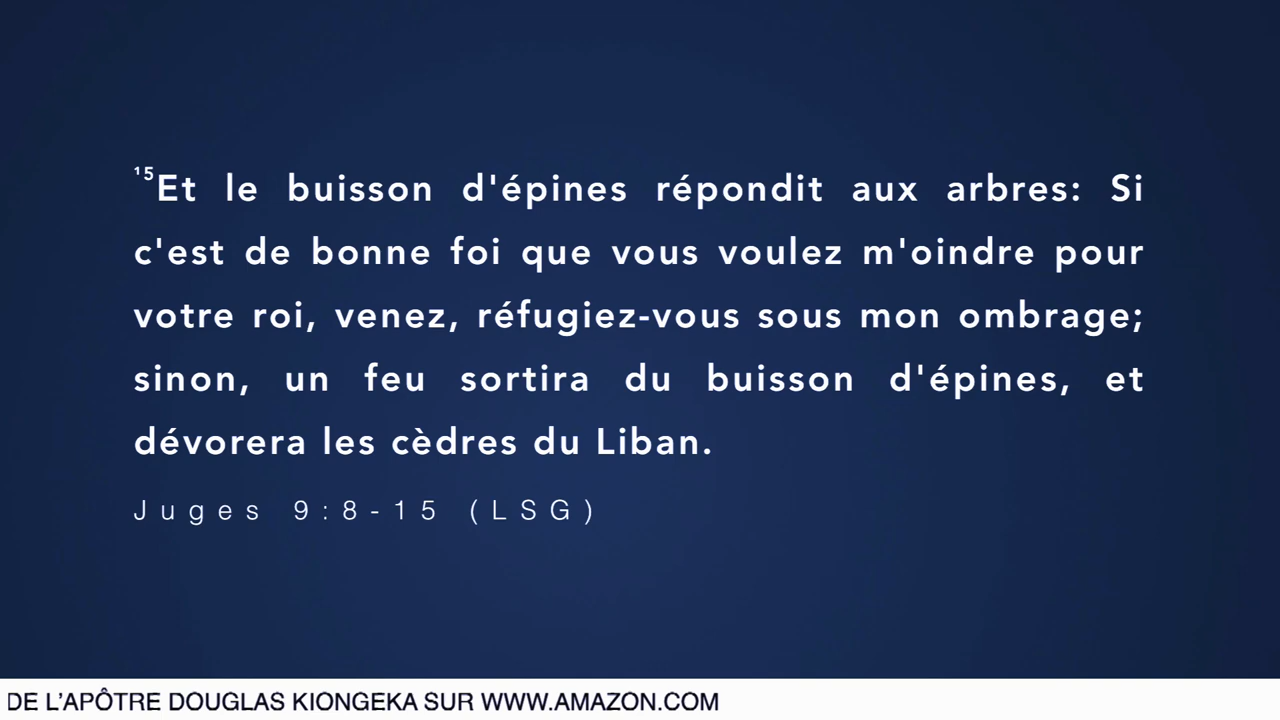 ¹⁵Et le buisson d'épines répondit aux arbres: Si
c'est de bonne foi que vous voulez m'oindre pour
votre roi, venez, réfugiez-vous sous mon ombrage;
sinon, un feu sortira du buisson d'épines, et
dévorera les cèdres du Liban.
Juges 9:8-15 (LSG)
DE L'APÔTRE DOUGLAS KIONGEKA SUR WWW.AMAZON.COM